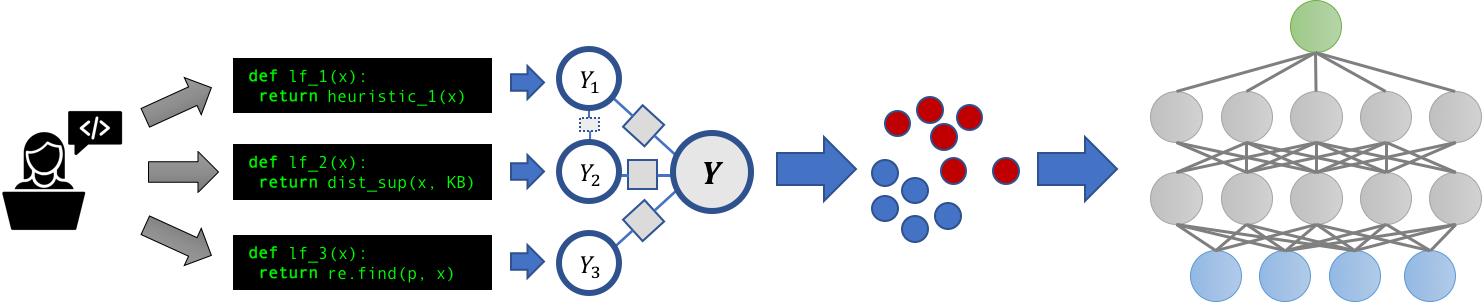 </>
def lf_1(x):
return heuristic_1(x)
def lf_2(x):
return dist_sup(x, KB)
def lf_3(x):
return re.find(p, x)
Y1
Y2
Y3
Y